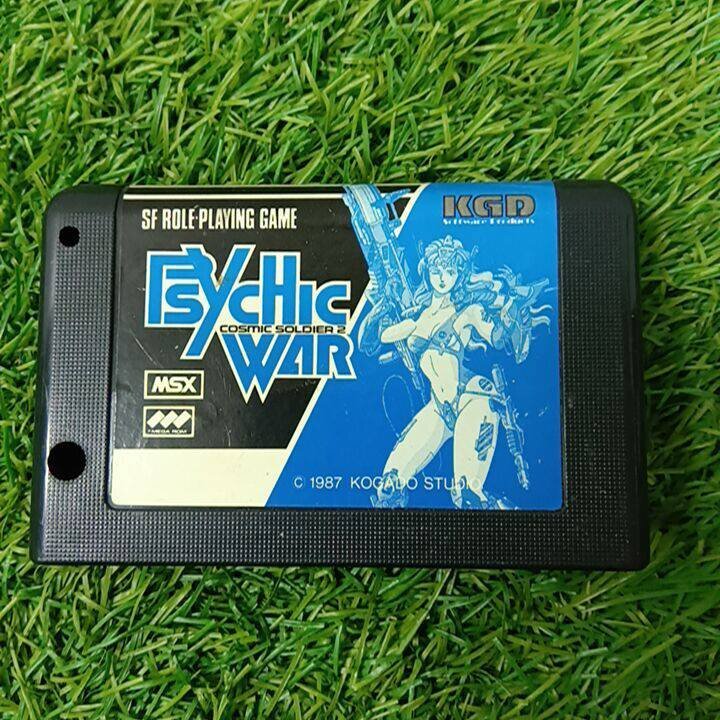 SF ROLE-PLAYING GAME
KGD
Software Products
PSYCHIC
COSMIC SOLDIER 2
WAR
MSX
MEGA ROM
© 1987 KOGADO STUDIO